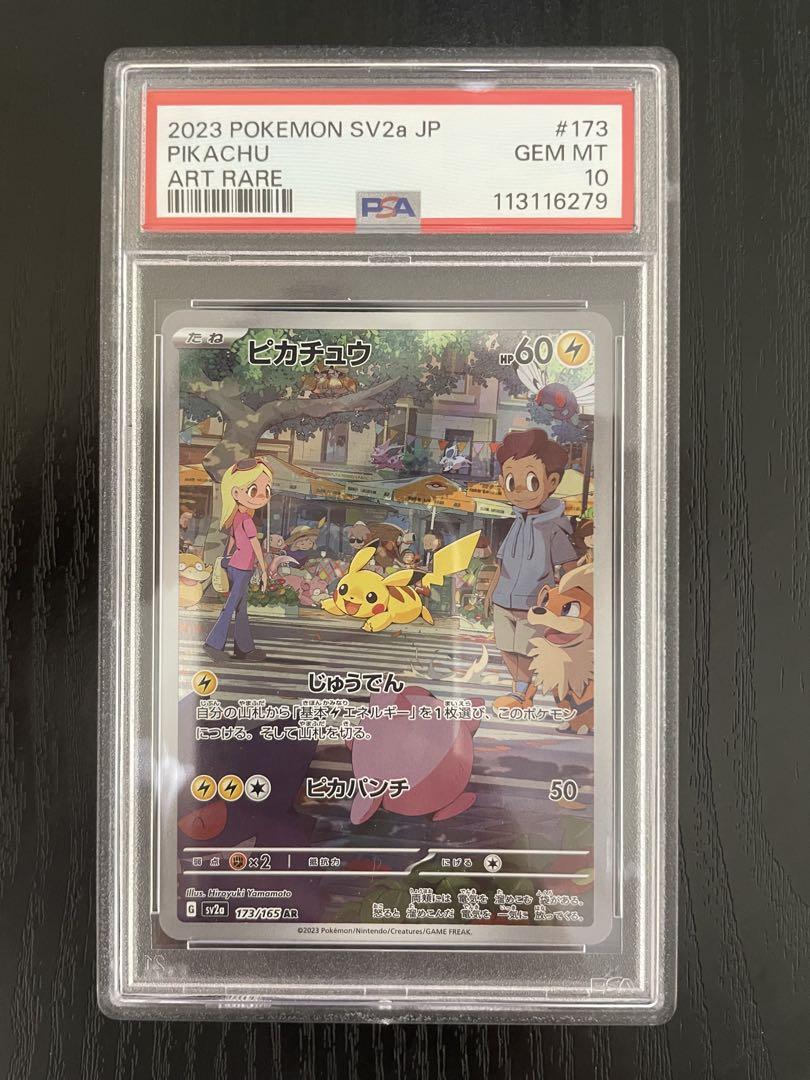 2023 POKEMON SV2a JP #173
PIKACHU GEM MT
ART RARE 10
PSA 113116279
たね ピカチュウ HP60
じゅうでん
自分の山札から「基本エネルギー」を1枚選び、このポケモン
につける。そして山札を切る。
ピカパンチ 50
弱点 ×2 抵抗力 にげる
Illus. Hiroyuki Yamamoto
両頬には 電気を 溜めこむ 袋がある。
怒ると 溜めこんだ 電気を 一気に 放ってくる。
G sv2a 173/165 AR
©2023 Pokémon/Nintendo/Creatures/GAME FREAK.
PSA